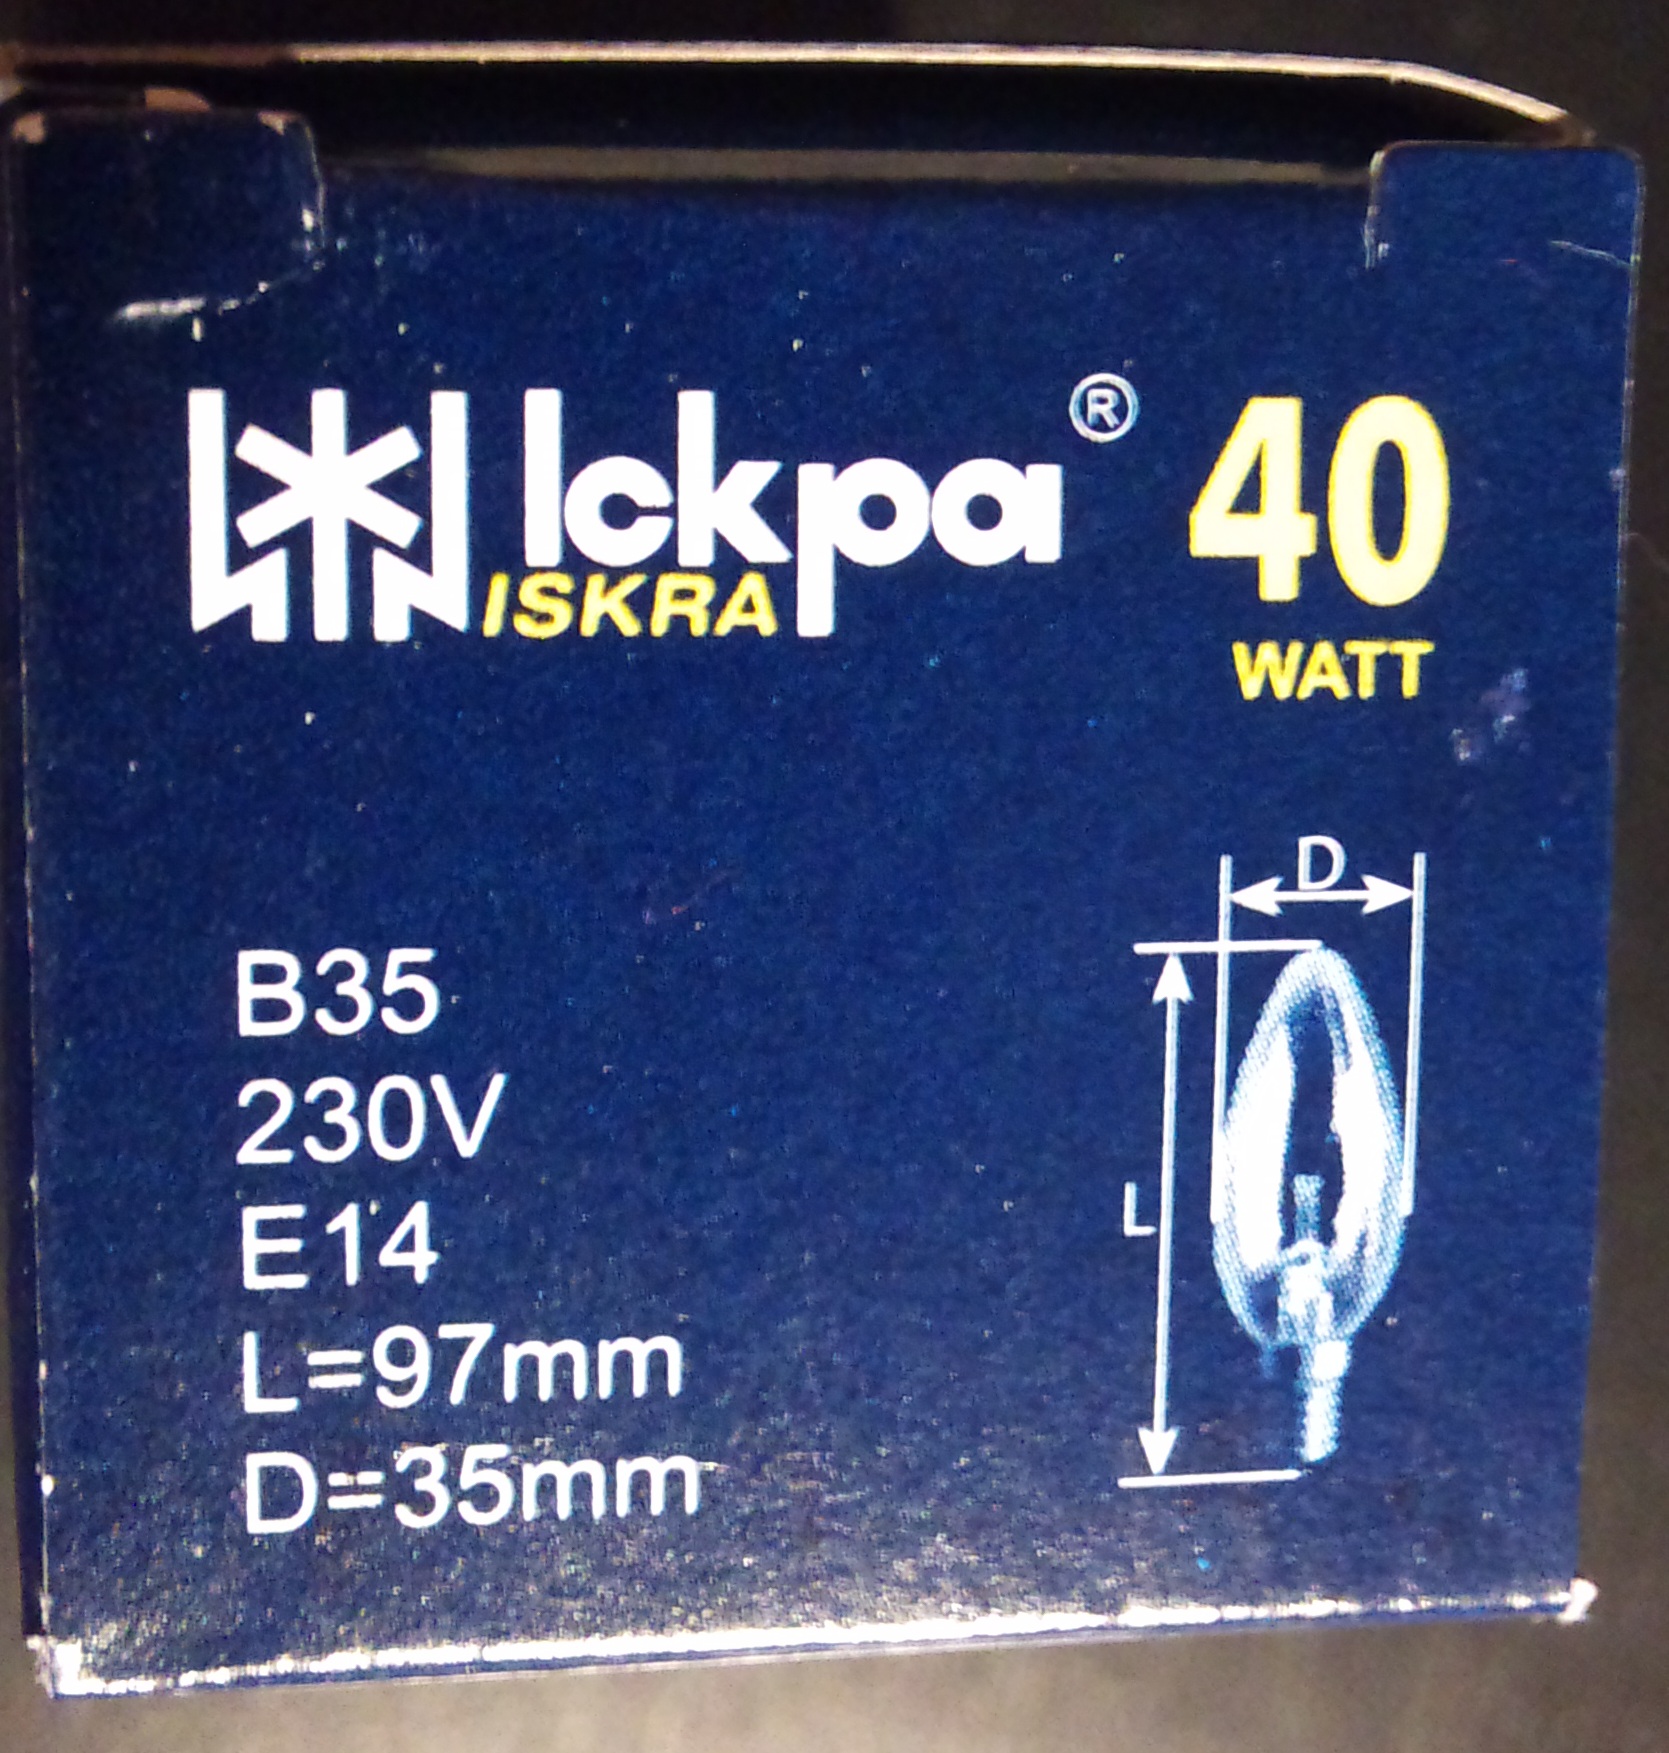 Іскра ® 40
ISKRA WATT
B35
230V
E14
L=97mm
D=35mm
D
L